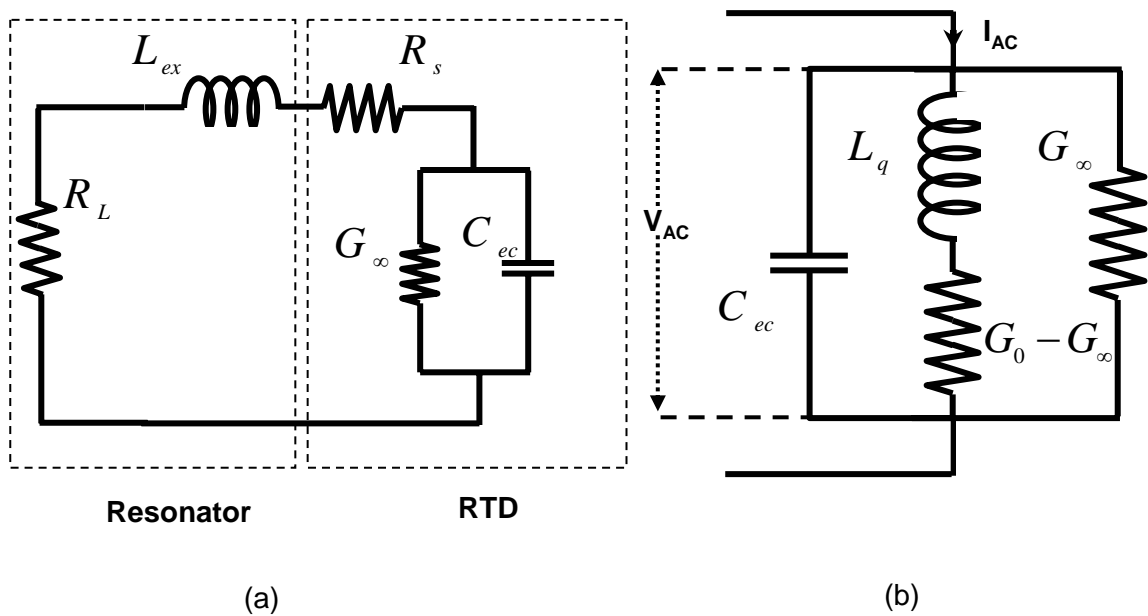 L_ex
R_s
R_L
G_∞
C_ec
Resonator
RTD
(a)
I_AC
L_q
G_∞
V_AC
C_ec
G_0 − G_∞
(b)